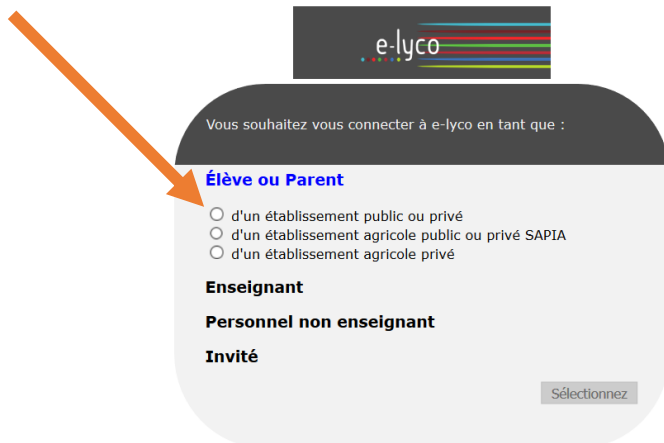 e-lyco
Vous souhaitez vous connecter à e-lyco en tant que :
Élève ou Parent
d'un établissement public ou privé
d'un établissement agricole public ou privé SAPIA
d'un établissement agricole privé
Enseignant
Personnel non enseignant
Invité
Sélectionnez